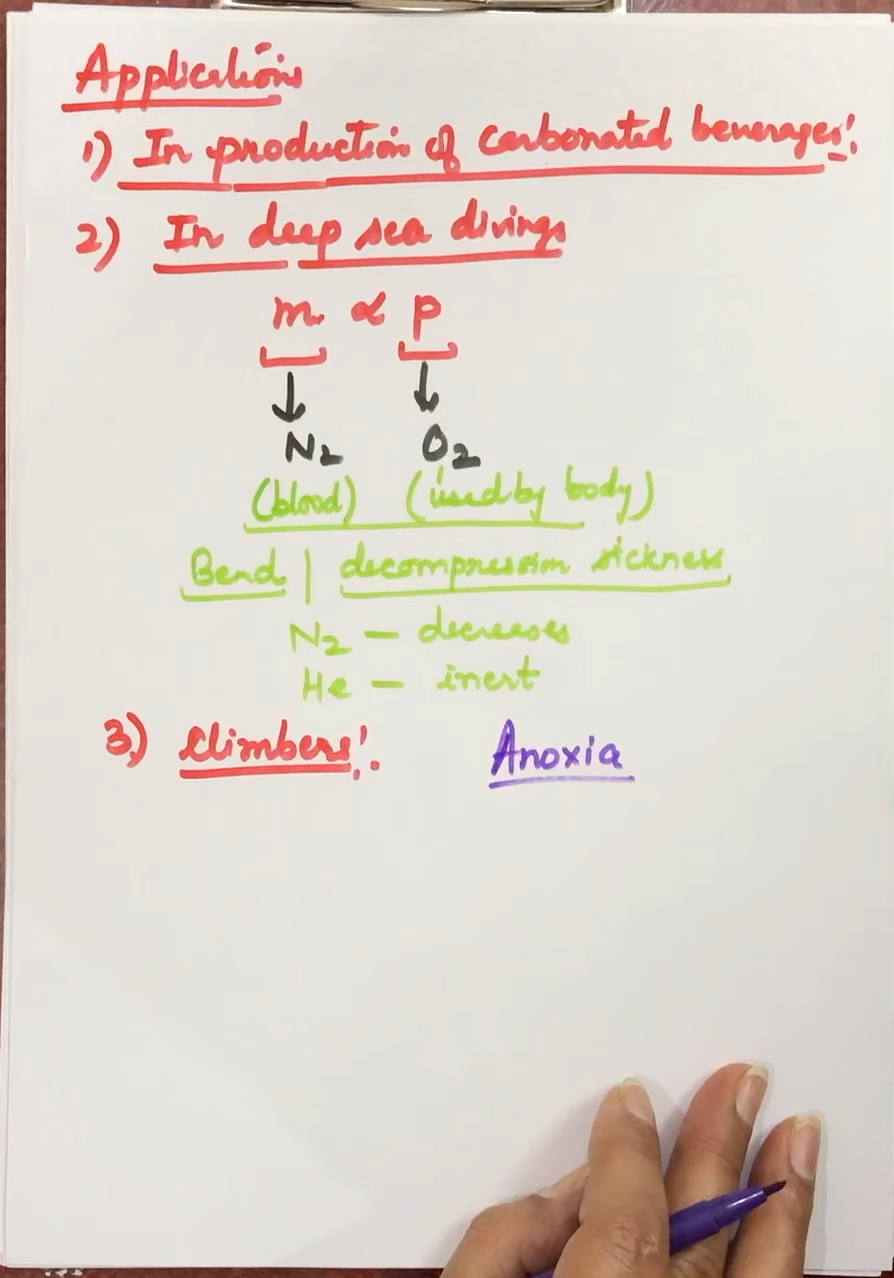 Applications
1) In production of carbonated beverages!
2) In deep sea divings
m ∝ p
↓ ↓
N2 O2
(blood) (used by body)
Bend | decompression sickness
N2 — decreases
He — inert
3) Climbers! Anoxia